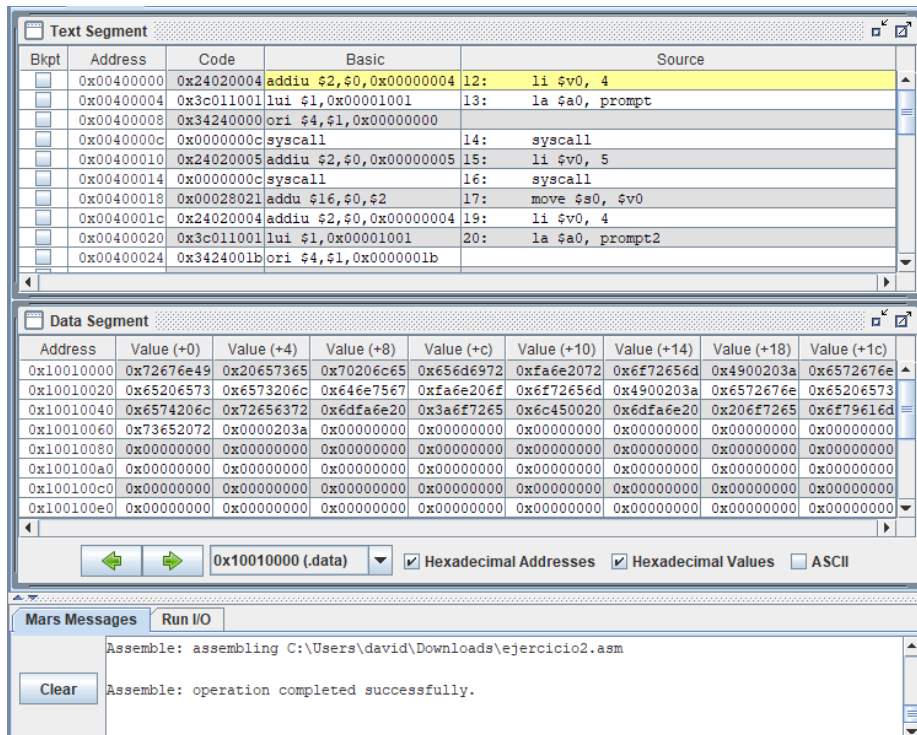 Text Segment
Bkpt Address Code Basic Source
0x00400000 0x24020004 addiu $2,$0,0x00000004 12: li $v0, 4
0x00400004 0x3c011001 lui $1,0x00001001 13: la $a0, prompt
0x00400008 0x34240000 ori $4,$1,0x00000000
0x0040000c 0x0000000c syscall 14: syscall
0x00400010 0x24020005 addiu $2,$0,0x00000005 15: li $v0, 5
0x00400014 0x0000000c syscall 16: syscall
0x00400018 0x00028021 addu $16,$0,$2 17: move $s0, $v0
0x0040001c 0x24020004 addiu $2,$0,0x00000004 19: li $v0, 4
0x00400020 0x3c011001 lui $1,0x00001001 20: la $a0, prompt2
0x00400024 0x3424001b ori $4,$1,0x0000001b
Data Segment
Address Value (+0) Value (+4) Value (+8) Value (+c) Value (+10) Value (+14) Value (+18) Value (+1c)
0x10010000 0x72676e49 0x20657365 0x70206c65 0x656d6972 0xfa6e2072 0x6f72656d 0x4900203a 0x6572676e
0x10010020 0x65206573 0x6573206c 0x646e7567 0xfa6e206f 0x6f72656d 0x4900203a 0x6572676e 0x65206573
0x10010040 0x6574206c 0x72656372 0x6dfa6e20 0x3a6f7265 0x6c450020 0x6dfa6e20 0x206f7265 0x6f79616d
0x10010060 0x73652072 0x0000203a 0x00000000 0x00000000 0x00000000 0x00000000 0x00000000 0x00000000
0x10010080 0x00000000 0x00000000 0x00000000 0x00000000 0x00000000 0x00000000 0x00000000 0x00000000
0x100100a0 0x00000000 0x00000000 0x00000000 0x00000000 0x00000000 0x00000000 0x00000000 0x00000000
0x100100c0 0x00000000 0x00000000 0x00000000 0x00000000 0x00000000 0x00000000 0x00000000 0x00000000
0x100100e0 0x00000000 0x00000000 0x00000000 0x00000000 0x00000000 0x00000000 0x00000000 0x00000000
0x10010000 (.data) Hexadecimal Addresses Hexadecimal Values ASCII
Mars Messages Run I/O
Assemble: assembling C:\Users\david\Downloads\ejercicio2.asm
Clear Assemble: operation completed successfully.